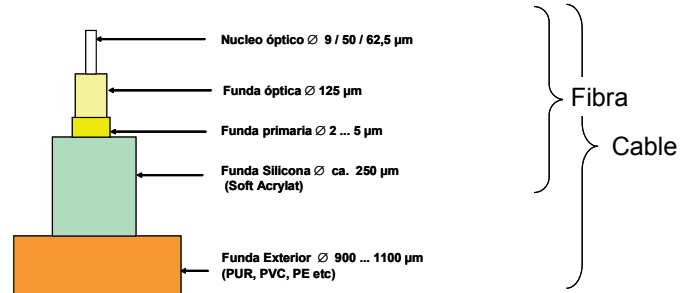 Nucleo óptico ∅ 9 / 50 / 62,5 µm
Funda óptica ∅ 125 µm
Funda primaria ∅ 2 ... 5 µm
Funda Silicona ∅ ca. 250 µm
(Soft Acrylat)
Funda Exterior ∅ 900 ... 1100 µm
(PUR, PVC, PE etc)
Fibra
Cable